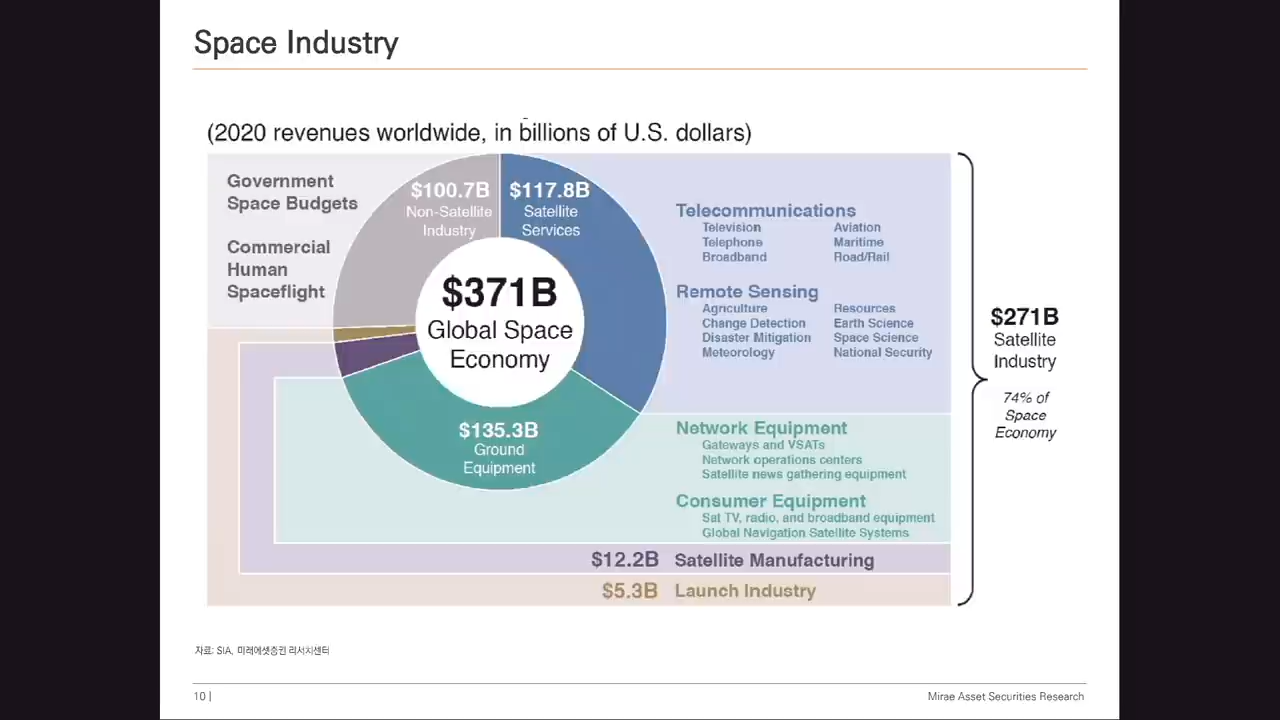 Space Industry
(2020 revenues worldwide, in billions of U.S. dollars)
Government
Space Budgets
Commercial
Human
Spaceflight
$100.7B
Non-Satellite
Industry
$117.8B
Satellite
Services
$371B
Global Space
Economy
$135.3B
Ground
Equipment
Telecommunications
Television
Telephone
Broadband
Aviation
Maritime
Road/Rail
Remote Sensing
Agriculture
Change Detection
Disaster Mitigation
Meteorology
Resources
Earth Science
Space Science
National Security
Network Equipment
Gateways and VSATs
Network operations centers
Satellite news gathering equipment
Consumer Equipment
Sat TV, radio, and broadband equipment
Global Navigation Satellite Systems
$12.2B Satellite Manufacturing
$5.3B Launch Industry
$271B
Satellite
Industry
74% of
Space
Economy
자료: SIA, 미래에셋증권 리서치센터
10 |
Mirae Asset Securities Research